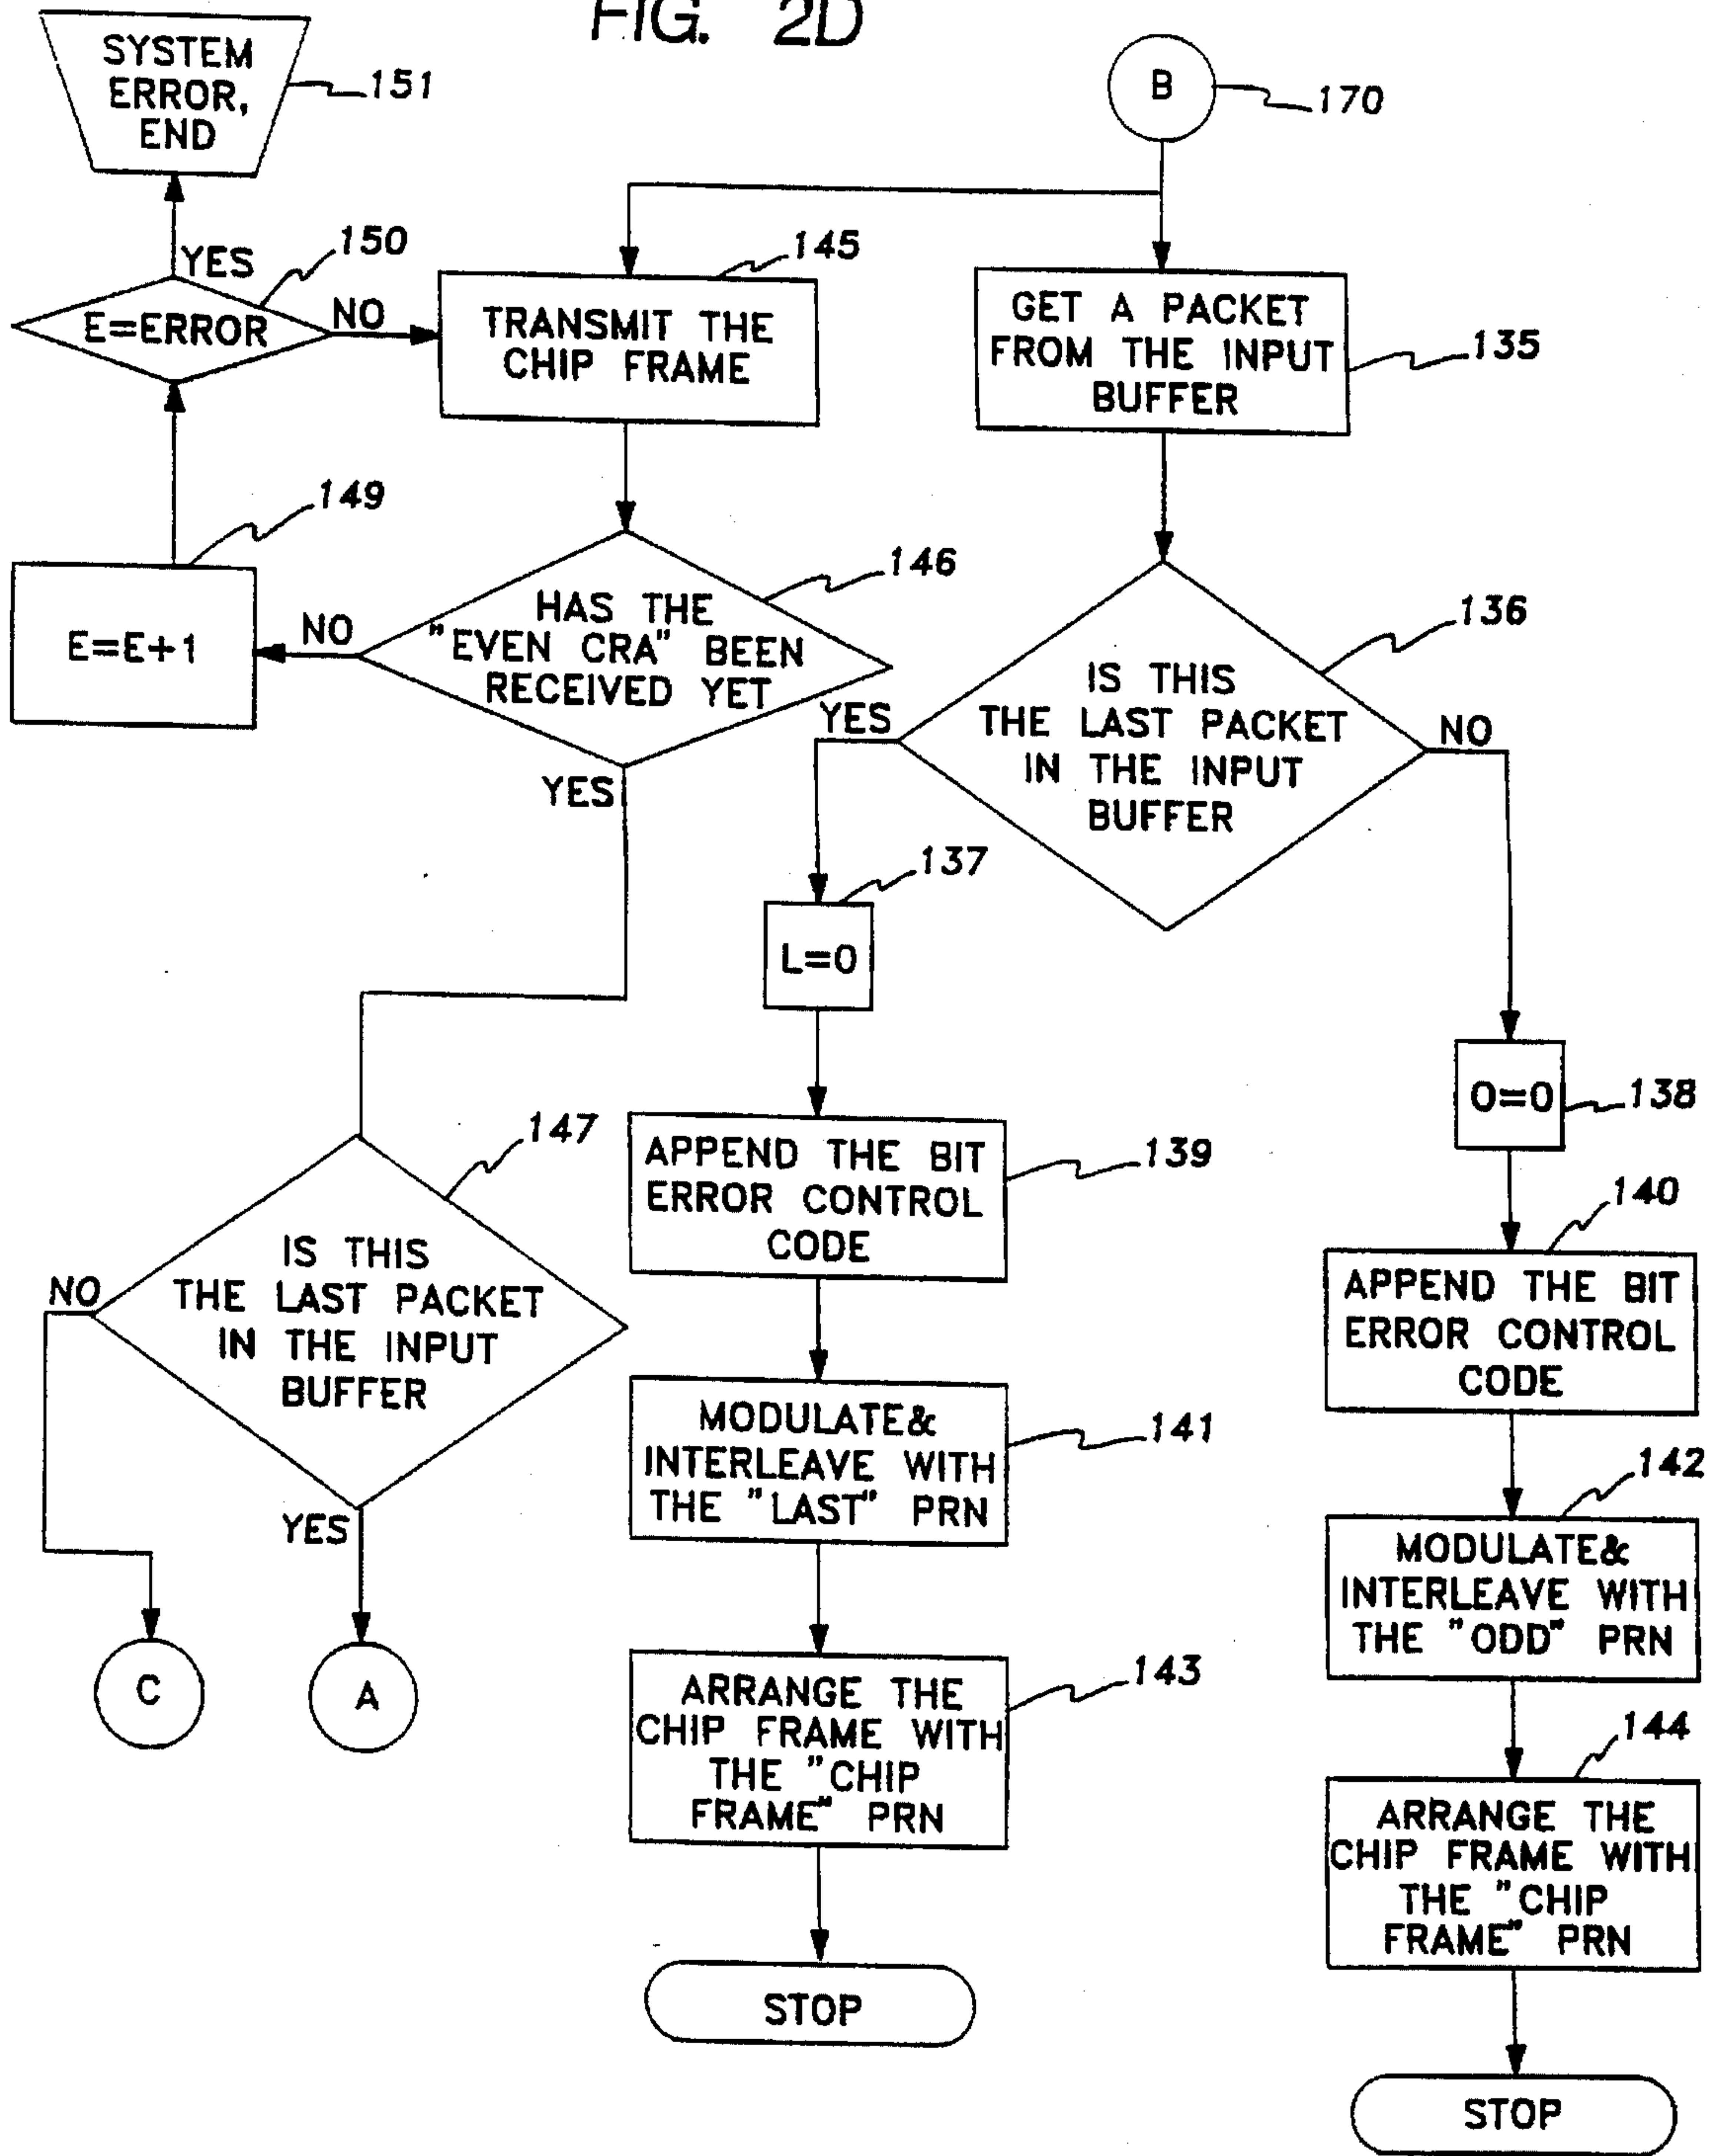 FIG. 2D
SYSTEM
ERROR,
END
151
B
170
YES
150
E=ERROR
NO
145
TRANSMIT THE
CHIP FRAME
GET A PACKET
FROM THE INPUT
BUFFER
135
149
E=E+1
NO
HAS THE
"EVEN CRA" BEEN
RECEIVED YET
146
YES
136
IS THIS
THE LAST PACKET
IN THE INPUT
BUFFER
YES
NO
137
L=0
O=0
138
147
IS THIS
THE LAST PACKET
IN THE INPUT
BUFFER
NO
YES
C
A
APPEND THE BIT
ERROR CONTROL
CODE
139
140
APPEND THE BIT
ERROR CONTROL
CODE
MODULATE&
INTERLEAVE WITH
THE "LAST" PRN
141
142
MODULATE&
INTERLEAVE WITH
THE "ODD" PRN
ARRANGE THE
CHIP FRAME WITH
THE "CHIP
FRAME" PRN
143
144
ARRANGE THE
CHIP FRAME WITH
THE "CHIP
FRAME" PRN
STOP
STOP